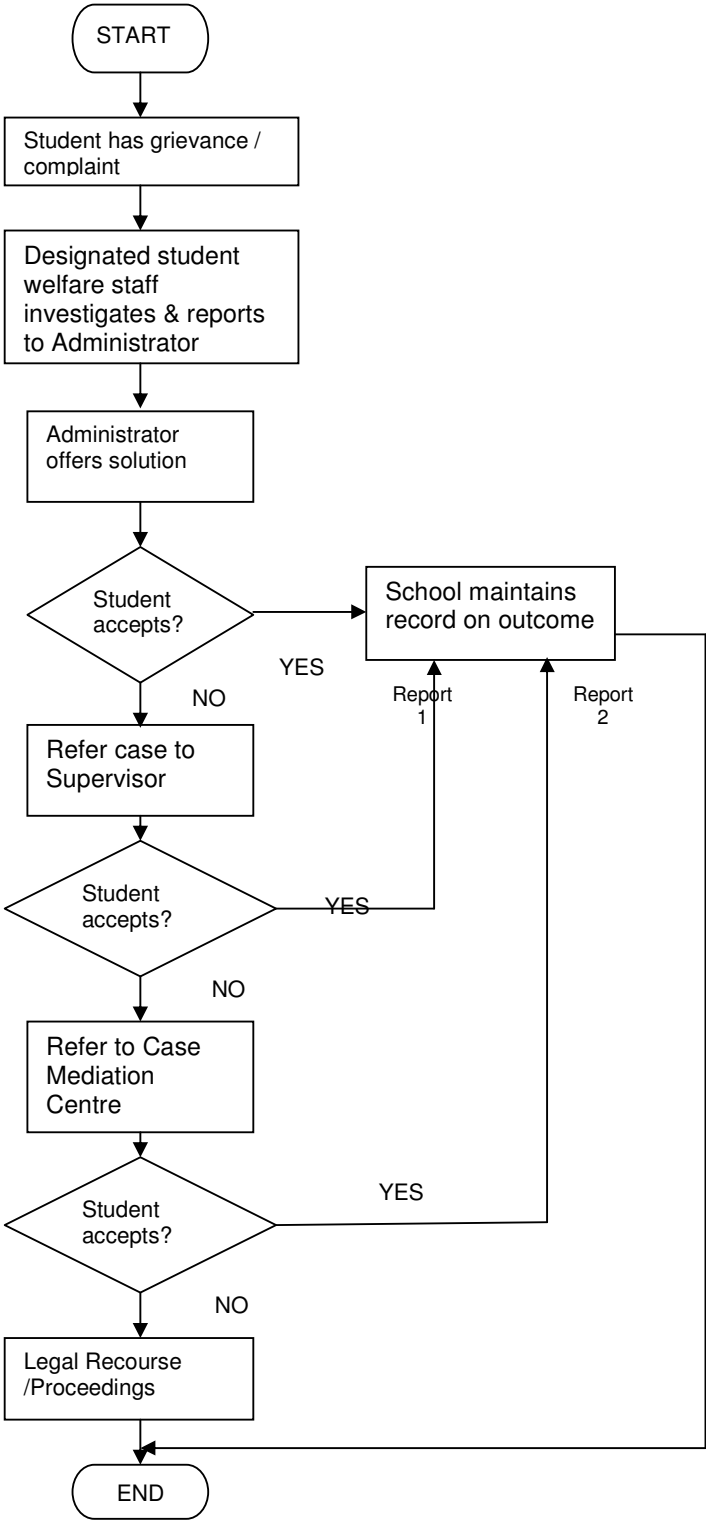 START
Student has grievance /
complaint
Designated student
welfare staff
investigates & reports
to Administrator
Administrator
offers solution
Student
accepts?
School maintains
record on outcome
YES
NO
Report
1
Report
2
Refer case to
Supervisor
Student
accepts?
YES
NO
Refer to Case
Mediation
Centre
Student
accepts?
YES
NO
Legal Recourse
/Proceedings
END